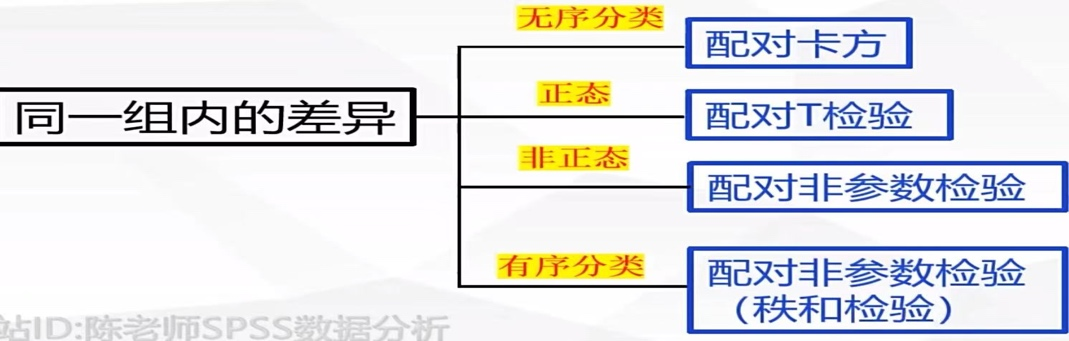 无序分类
配对卡方
正态
同一组内的差异
配对T检验
非正态
配对非参数检验
有序分类
配对非参数检验
（秩和检验）
站ID:陈老师SPSS数据分析